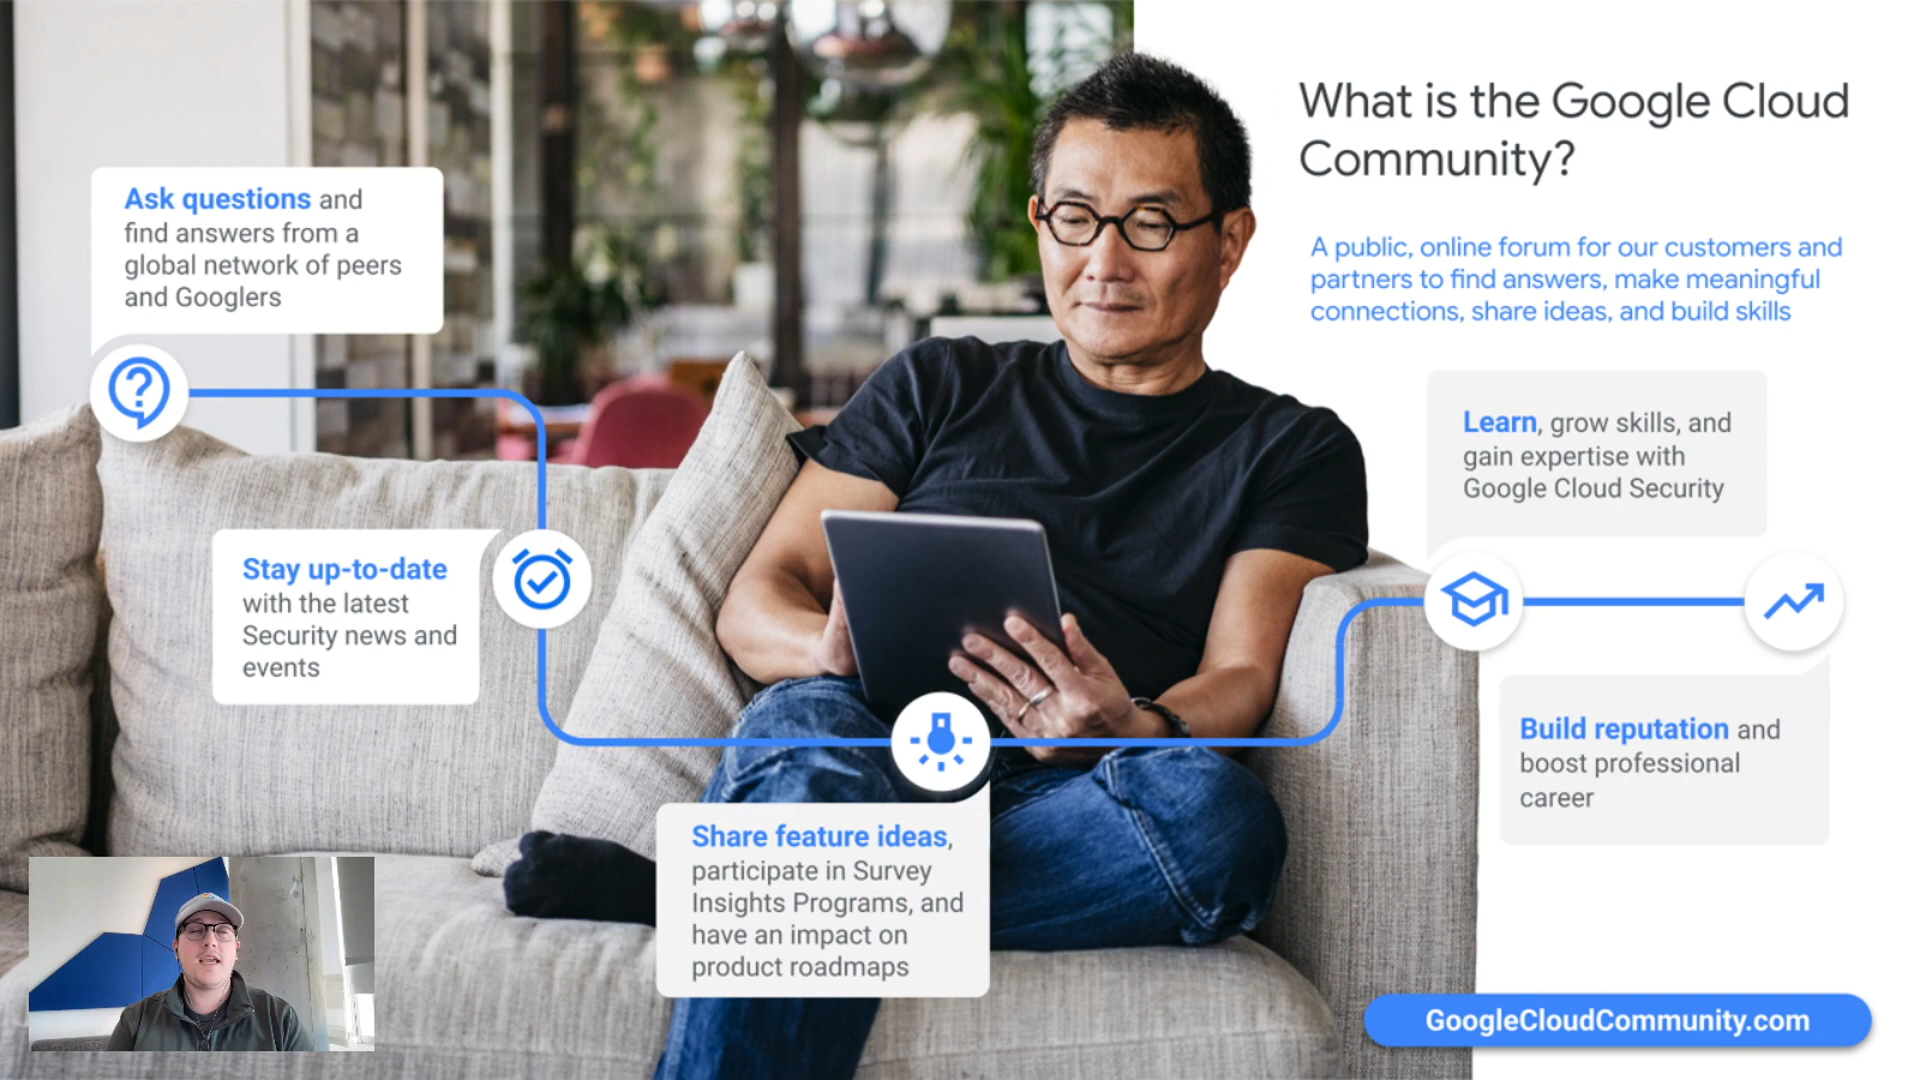 What is the Google Cloud
Community?
A public, online forum for our customers and
partners to find answers, make meaningful
connections, share ideas, and build skills
Ask questions and
find answers from a
global network of peers
and Googlers
Stay up-to-date
with the latest
Security news and
events
Share feature ideas,
participate in Survey
Insights Programs, and
have an impact on
product roadmaps
Learn, grow skills, and
gain expertise with
Google Cloud Security
Build reputation and
boost professional
career
GoogleCloudCommunity.com